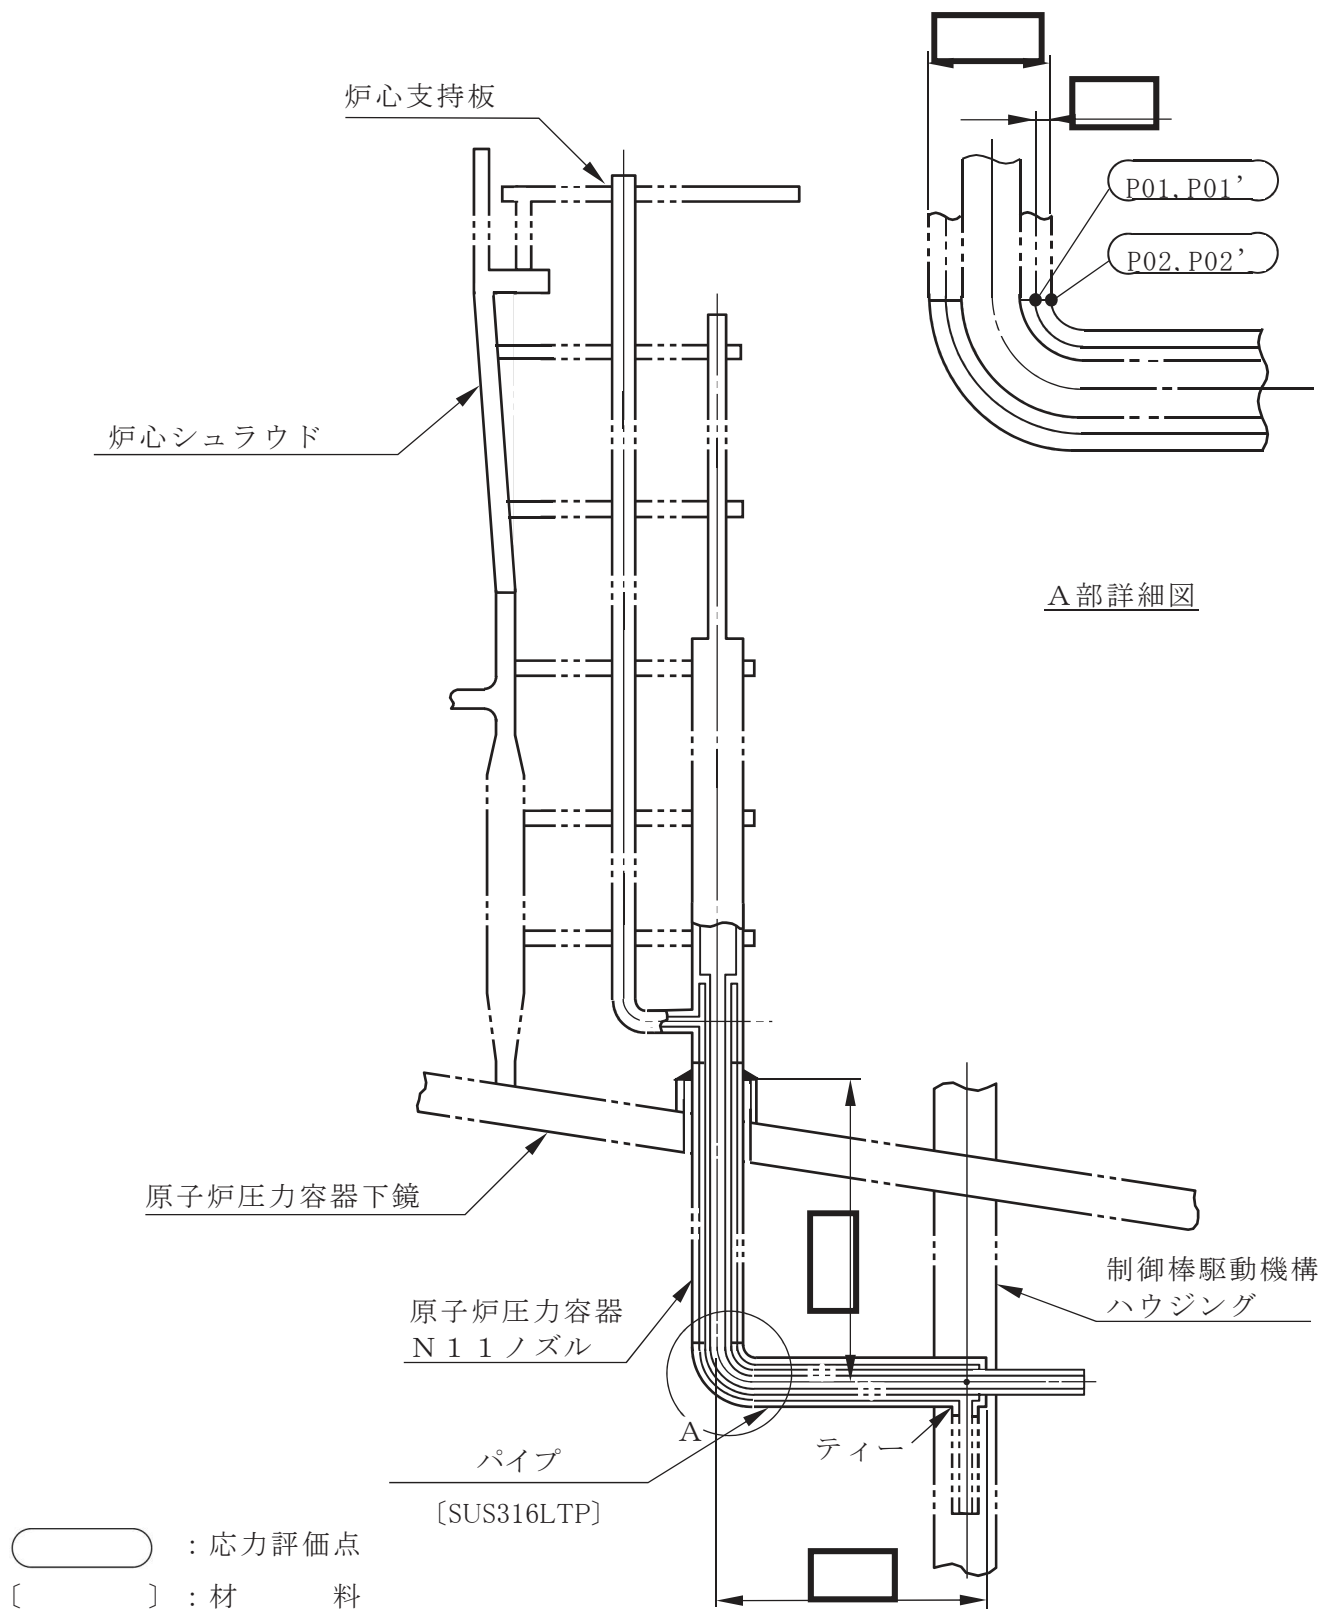 炉心支持板
P01, P01’
P02, P02’
炉心シュラウド
A部詳細図
原子炉圧力容器下鏡
制御棒駆動機構
ハウジング
原子炉圧力容器
N11ノズル
A
ティー
パイプ
〔SUS316LTP〕
：応力評価点
〔 〕：材 料